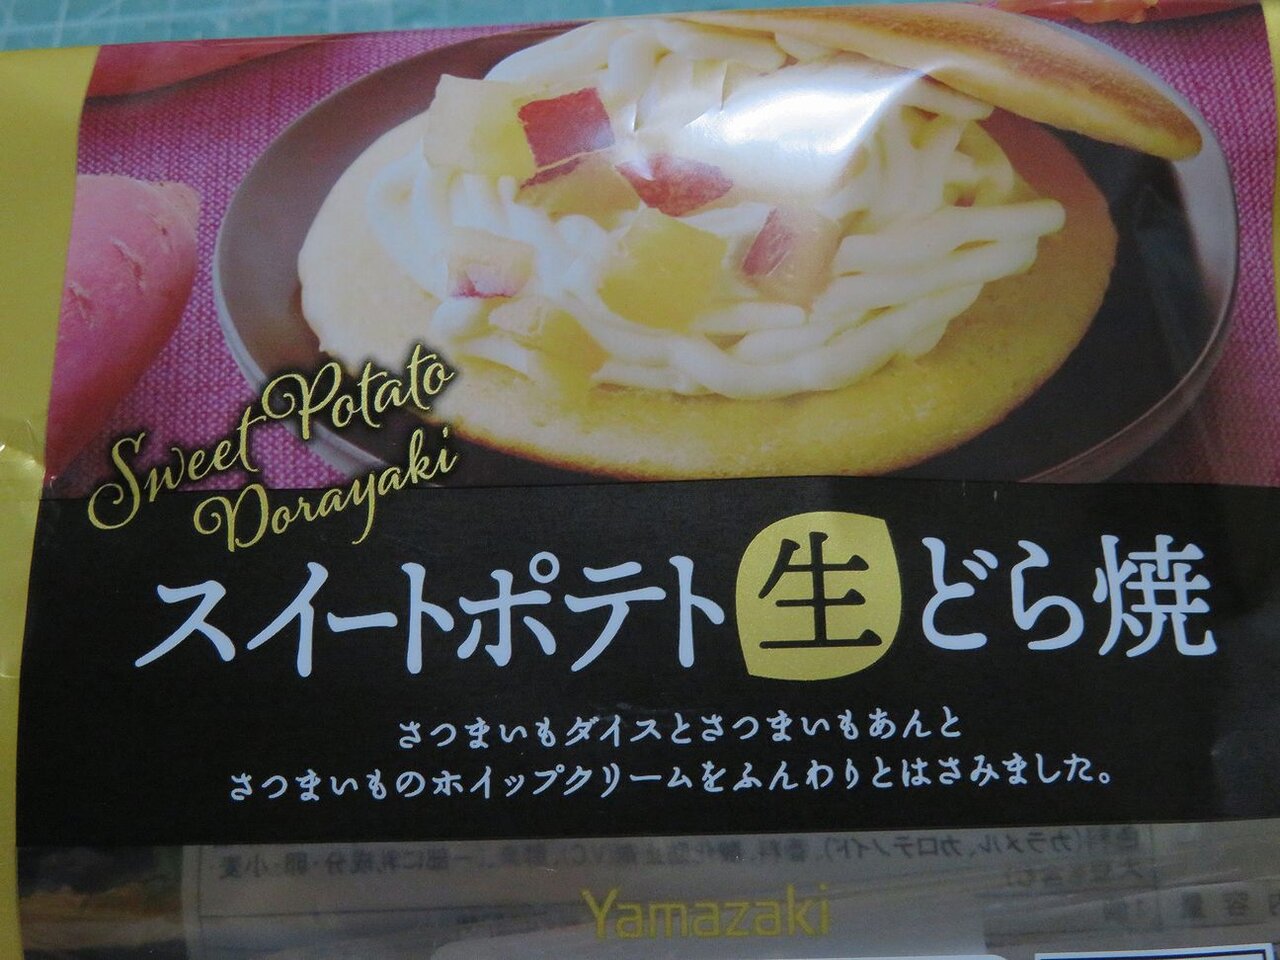 Sweet Potato
Dorayaki
スイートポテト生どら焼
さつまいもダイスとさつまいもあんと
さつまいものホイップクリームをふんわりとはさみました。
Yamazaki